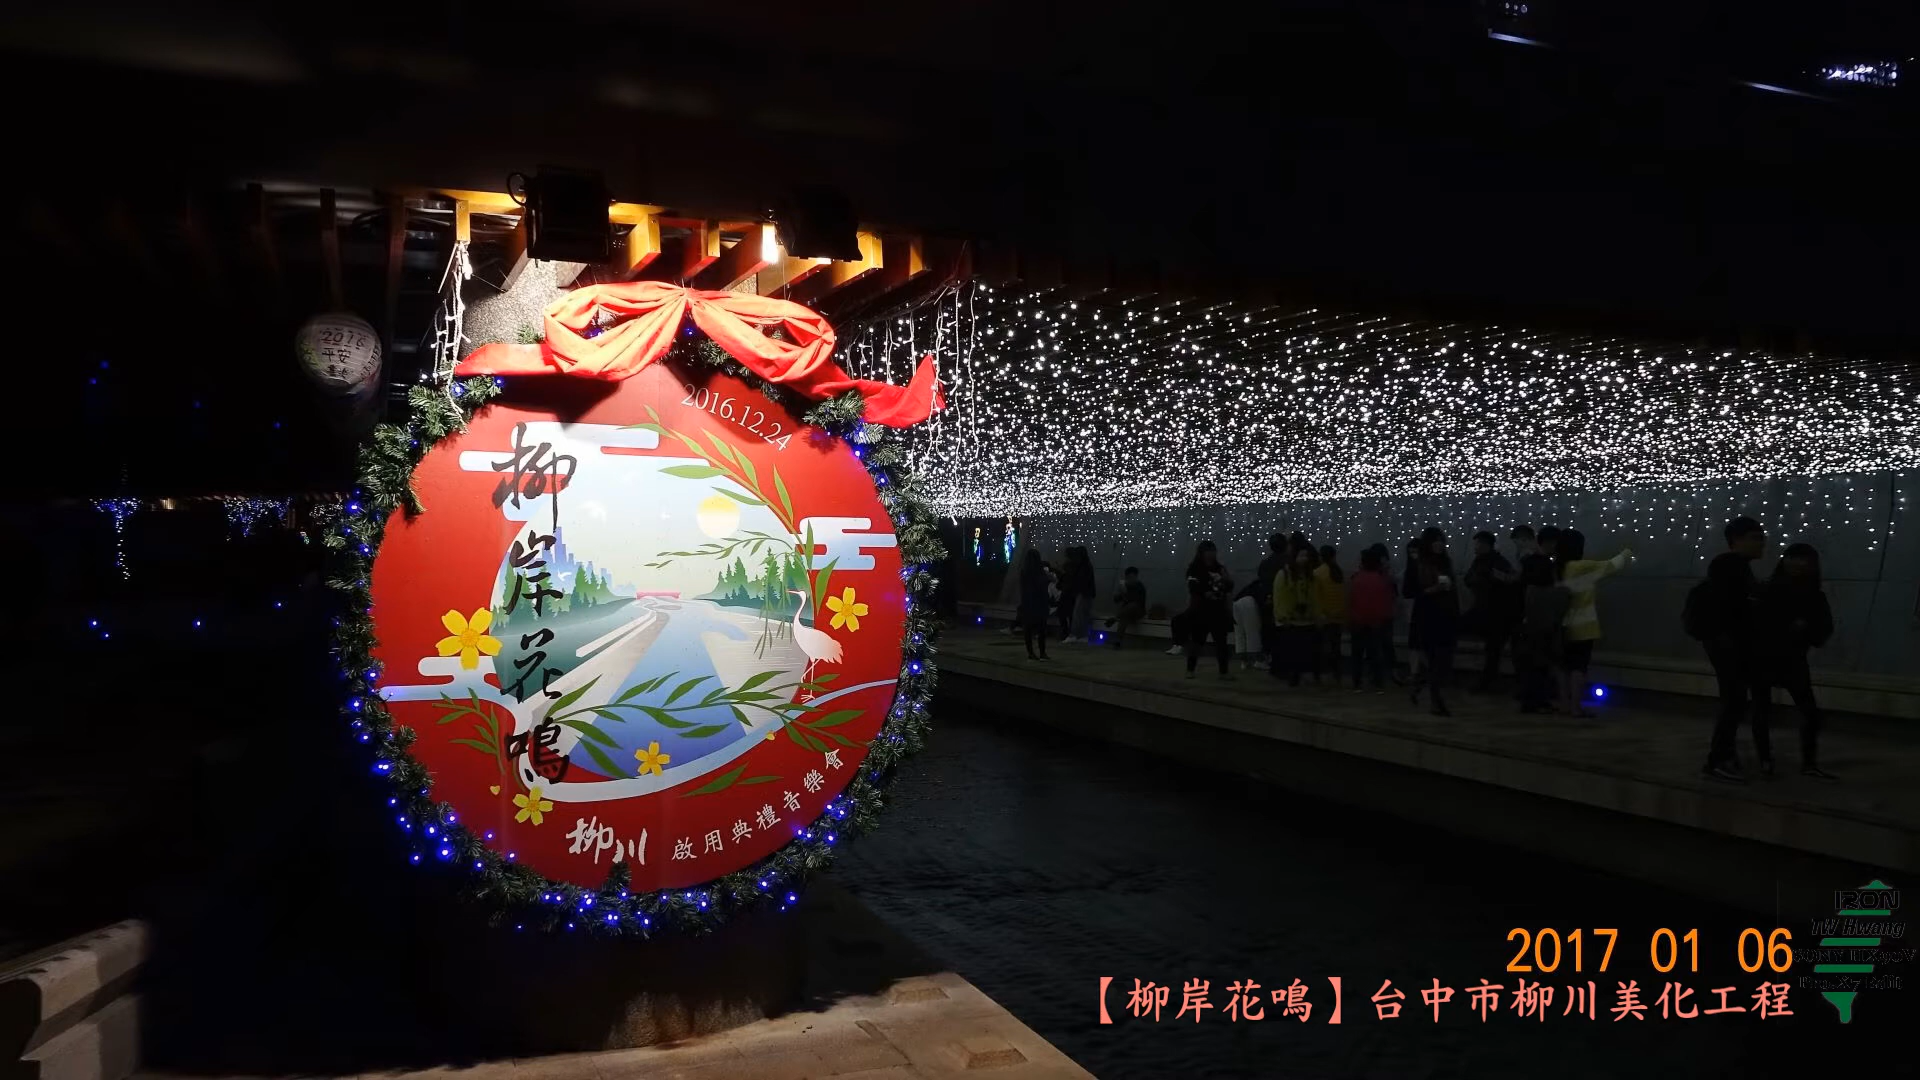 2016
平安
2016.12.24
柳岸花鳴
柳川 啟用典禮音樂會
IRON
TW Hwang
2017 01 06
【柳岸花鳴】台中市柳川美化工程